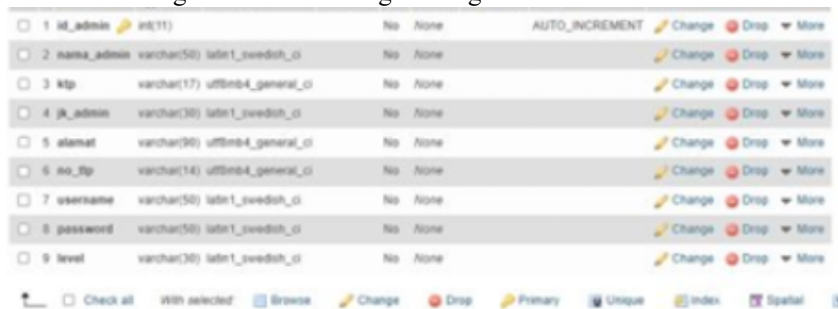 1 id_admin int(11) No None AUTO_INCREMENT Change Drop More
2 nama_admin varchar(50) latin1_swedish_ci No None Change Drop More
3 ktp varchar(17) utf8mb4_general_ci No None Change Drop More
4 jk_admin varchar(30) latin1_swedish_ci No None Change Drop More
5 alamat varchar(90) utf8mb4_general_ci No None Change Drop More
6 no_tlp varchar(14) utf8mb4_general_ci No None Change Drop More
7 username varchar(50) latin1_swedish_ci No None Change Drop More
8 password varchar(50) latin1_swedish_ci No None Change Drop More
9 level varchar(30) latin1_swedish_ci No None Change Drop More
Check all With selected: Browse Change Drop Primary Unique Index Spatial